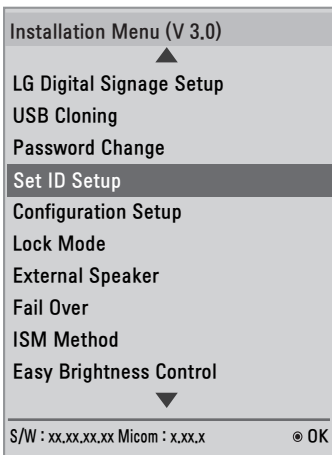 Installation Menu (V 3.0)
LG Digital Signage Setup
USB Cloning
Password Change
Set ID Setup
Configuration Setup
Lock Mode
External Speaker
Fail Over
ISM Method
Easy Brightness Control
S/W : xx.xx.xx.xx Micom : x.xx.x ◉ OK